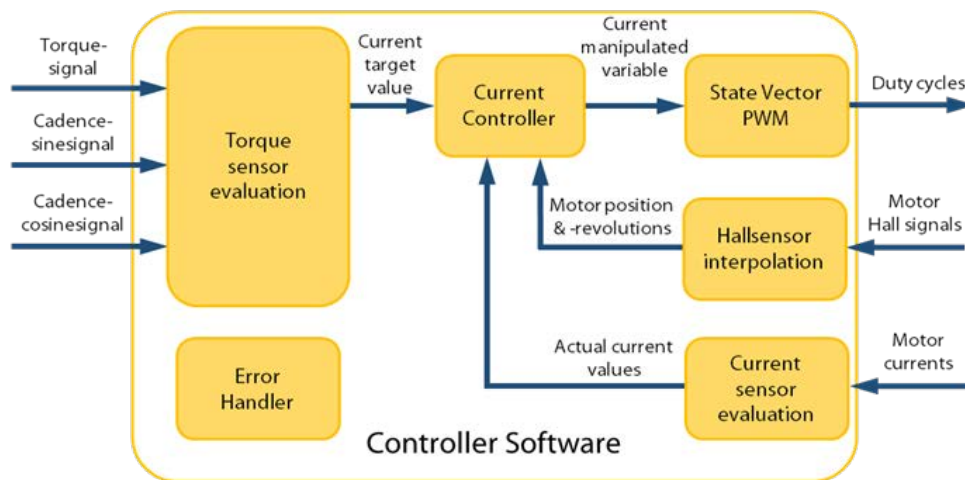 Torque-
signal
Cadence-
sinesignal
Cadence-
cosinesignal
Torque
sensor
evaluation
Current
target
value
Current
Controller
Current
manipulated
variable
State Vector
PWM
Duty cycles
Motor position
& -revolutions
Hallsensor
interpolation
Motor
Hall signals
Actual current
values
Current
sensor
evaluation
Motor
currents
Error
Handler
Controller Software